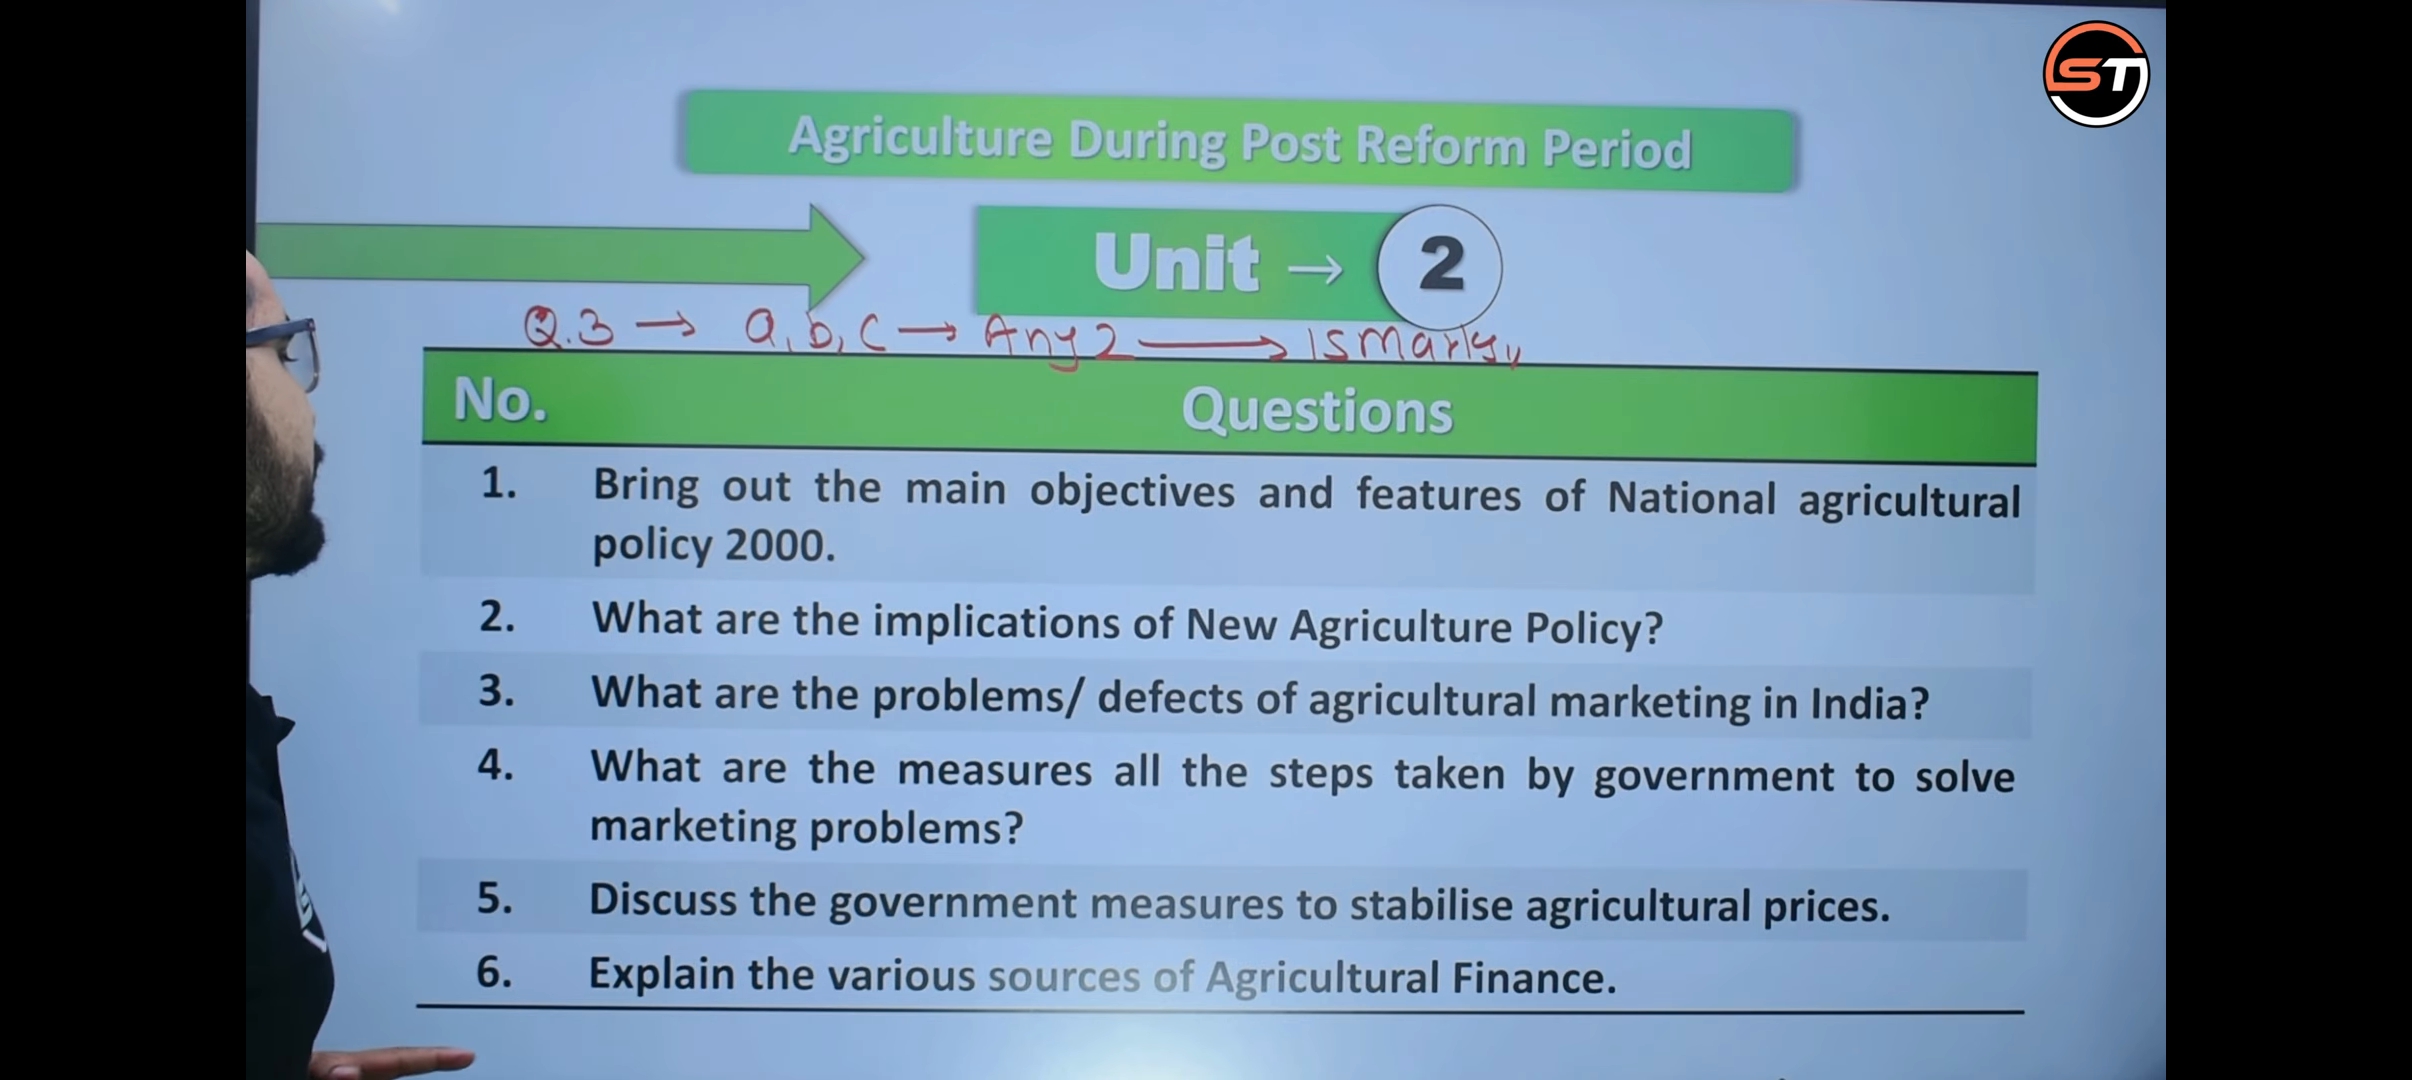 ST
Agriculture During Post Reform Period
Unit → 2
Q.3 → a, b, c → Any 2 → 15 Marks
No. Questions
1. Bring out the main objectives and features of National agricultural
policy 2000.
2. What are the implications of New Agriculture Policy?
3. What are the problems/ defects of agricultural marketing in India?
4. What are the measures all the steps taken by government to solve
marketing problems?
5. Discuss the government measures to stabilise agricultural prices.
6. Explain the various sources of Agricultural Finance.